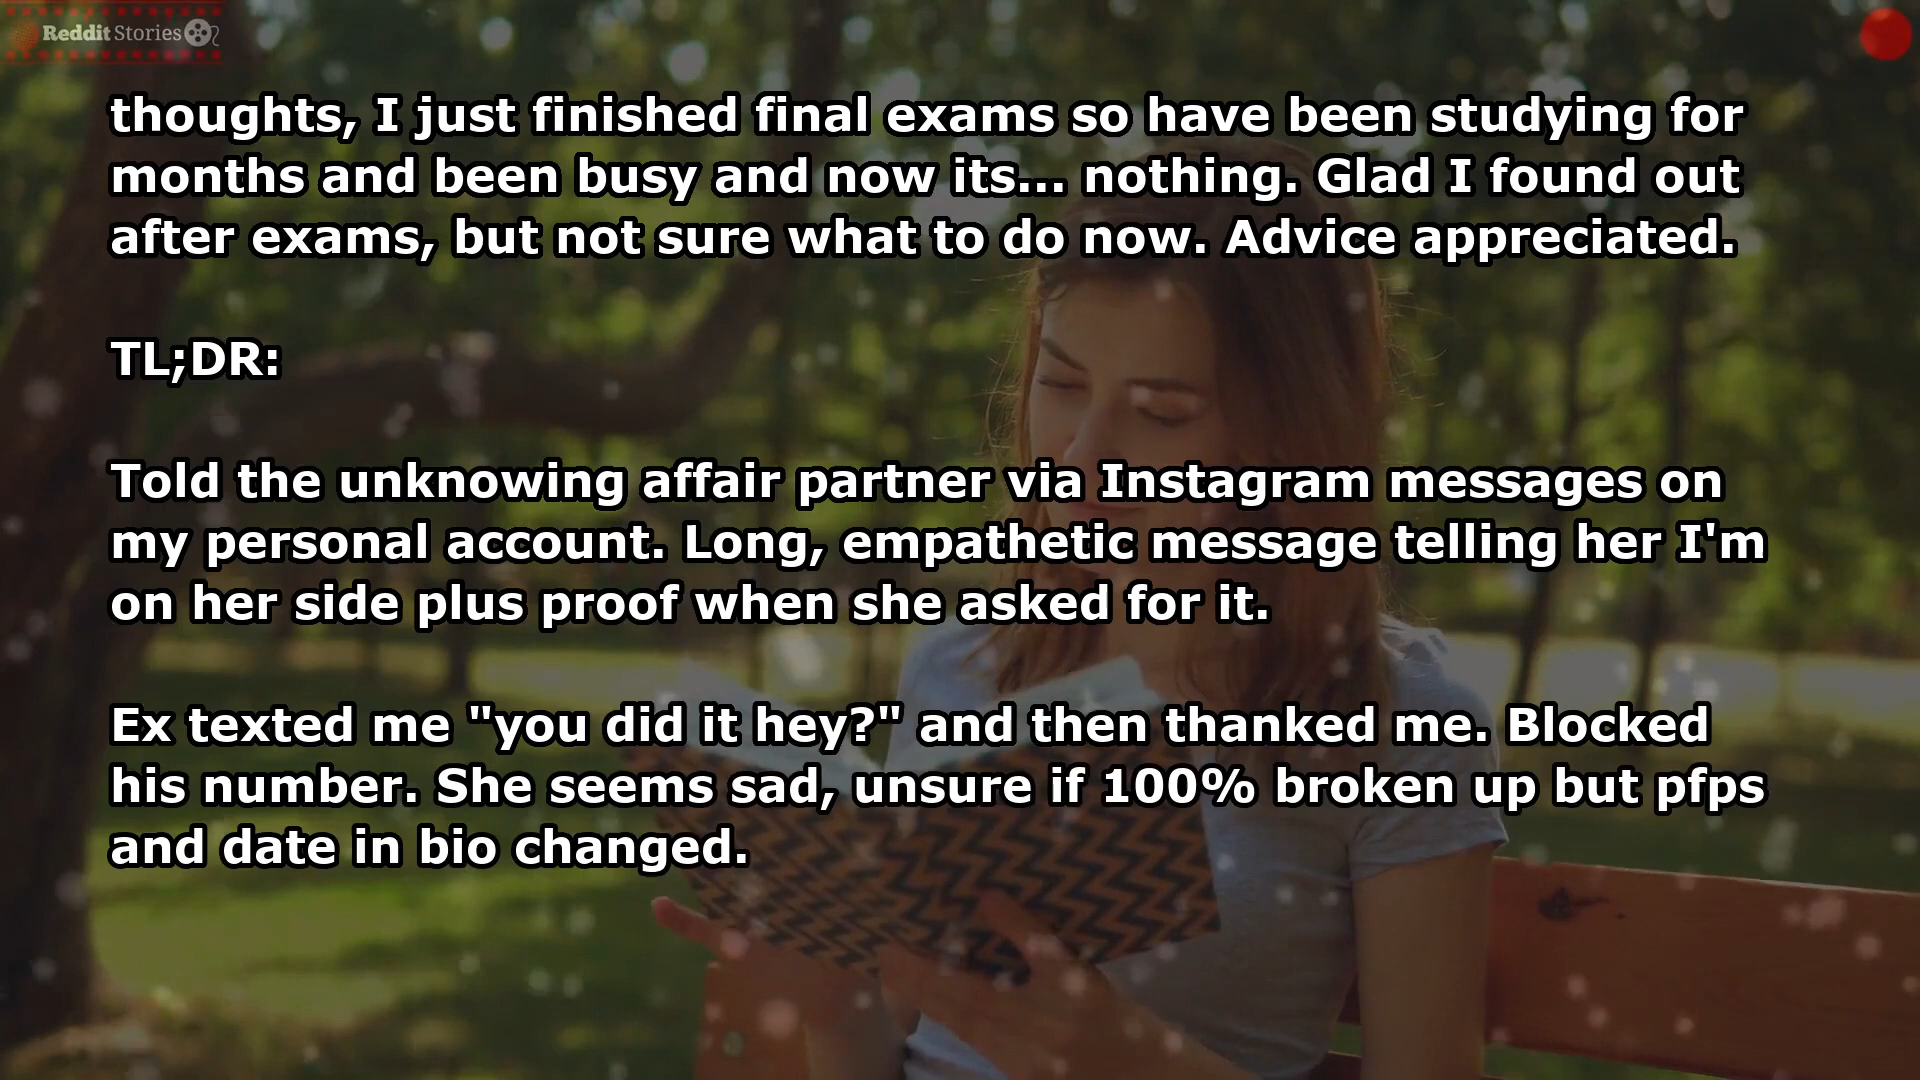 Reddit Stories
thoughts, I just finished final exams so have been studying for
months and been busy and now its... nothing. Glad I found out
after exams, but not sure what to do now. Advice appreciated.
TL;DR:
Told the unknowing affair partner via Instagram messages on
my personal account. Long, empathetic message telling her I'm
on her side plus proof when she asked for it.
Ex texted me "you did it hey?" and then thanked me. Blocked
his number. She seems sad, unsure if 100% broken up but pfps
and date in bio changed.